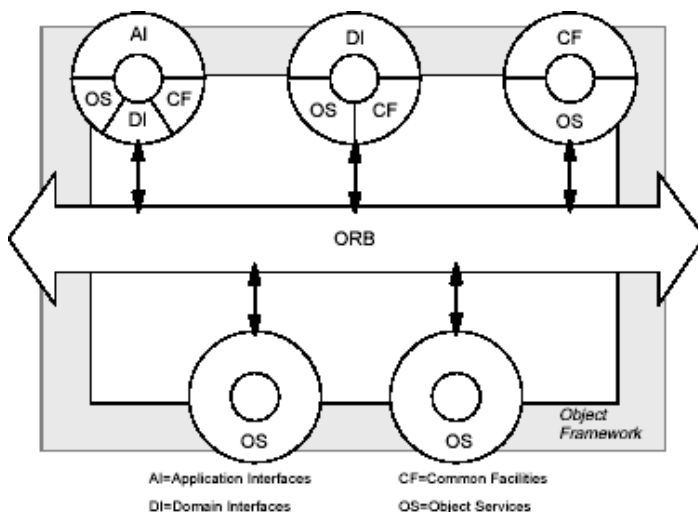 AI
OS
CF
DI
DI
OS
CF
CF
OS
ORB
OS
OS
Object
Framework
AI=Application Interfaces
CF=Common Facilities
DI=Domain Interfaces
OS=Object Services